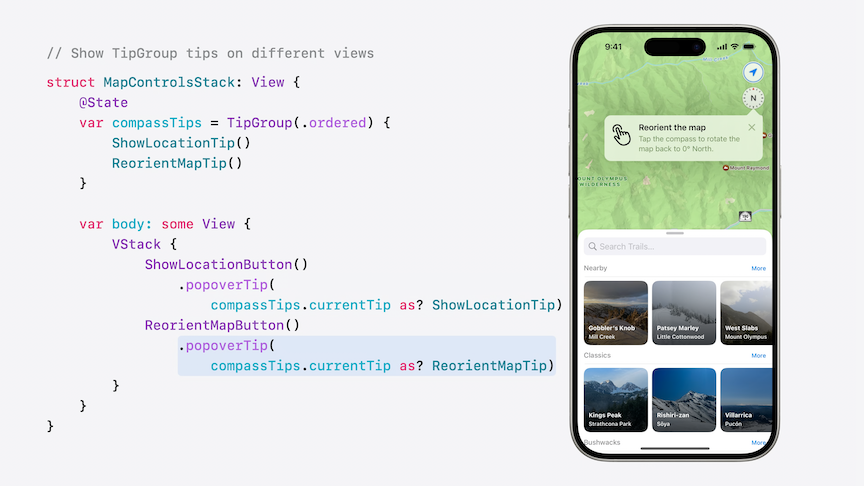 // Show TipGroup tips on different views
struct MapControlsStack: View {
@State
var compassTips = TipGroup(.ordered) {
ShowLocationTip()
ReorientMapTip()
}
var body: some View {
VStack {
ShowLocationButton()
.popoverTip(
compassTips.currentTip as? ShowLocationTip)
ReorientMapButton()
.popoverTip(
compassTips.currentTip as? ReorientMapTip)
}
}
}
9:41
N
Reorient the map
Tap the compass to rotate the
map back to 0° North.
Mount Raymond
OUNT OLYMPUS
WILDERNESS
Search Trails...
Nearby More
Gobbler's Knob
Mill Creek
Patsey Marley
Little Cottonwood
West Slabs
Mount Olympus
Classics More
Kings Peak
Strathcona Park
Rishiri-zan
Sōya
Villarrica
Pucón
Bushwacks More